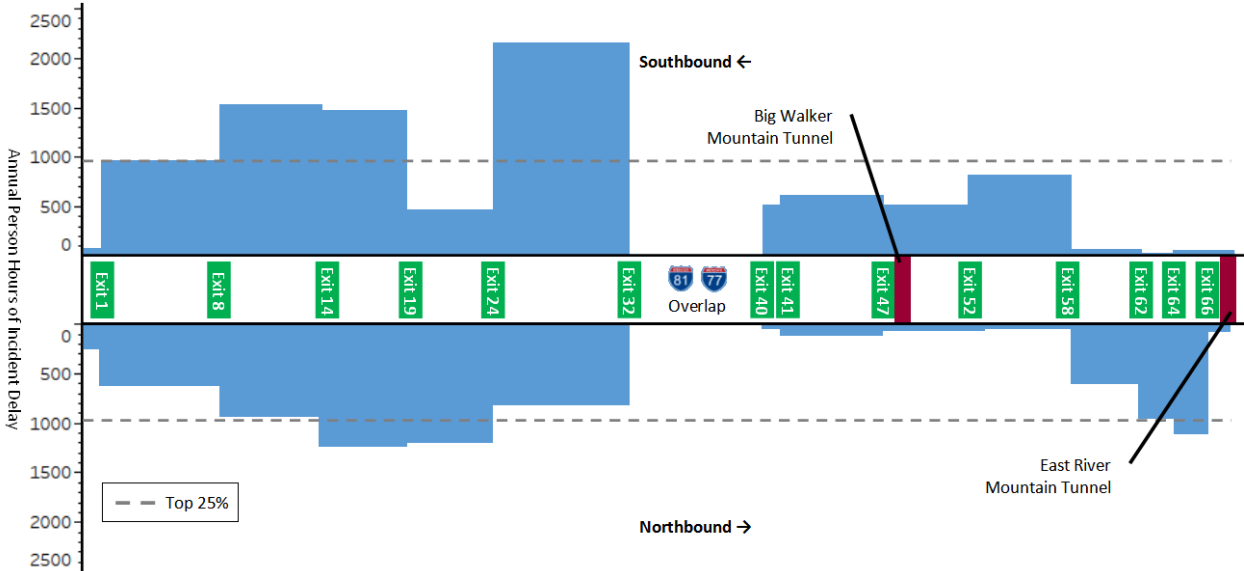 2500
2000
1500
1000
500
0
Annual Person Hours of Incident Delay
Southbound ←
Big Walker
Mountain Tunnel
Exit 1
Exit 8
Exit 14
Exit 19
Exit 24
Exit 32
81
77
Overlap
Exit 40
Exit 41
Exit 47
Exit 52
Exit 58
Exit 62
Exit 64
Exit 66
0
500
1000
1500
2000
2500
East River
Mountain Tunnel
Top 25%
Northbound →